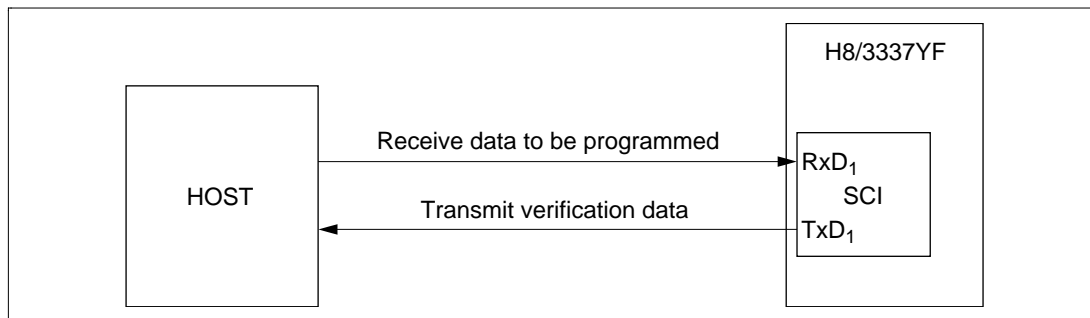 H8/3337YF
Receive data to be programmed
RxD₁
HOST
SCI
Transmit verification data
TxD₁